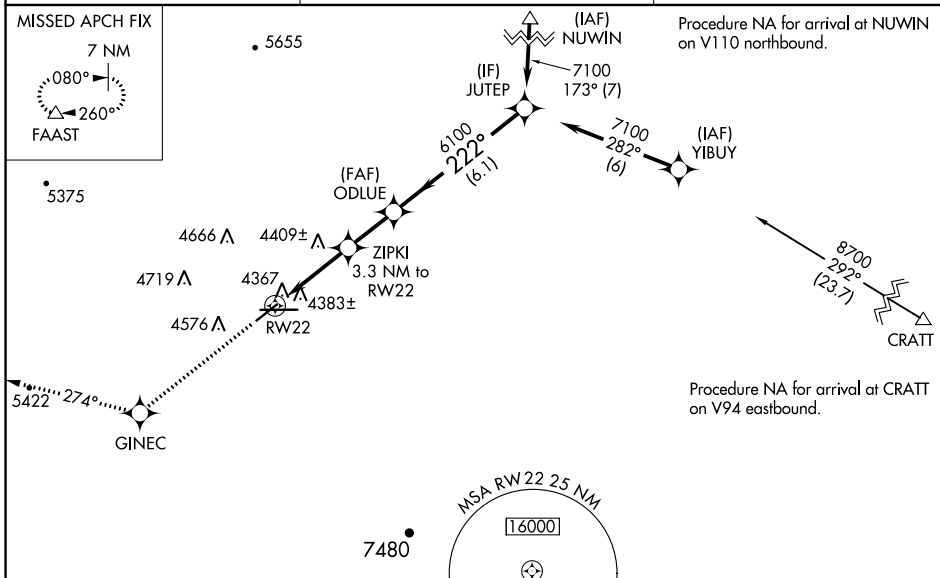 MISSED APCH FIX
7 NM
080°
260°
FAAST
5655
(IAF)
NUWIN
Procedure NA for arrival at NUWIN
on V110 northbound.
7100
173° (7)
(IF)
JUTEP
6100
222°
(6.1)
7100
282°
(6)
(IAF)
YIBUY
(FAF)
ODLUE
5375
4666
4409±
ZIPKI
3.3 NM to
RW22
4719
4367
4383±
4576
RW22
8700
292°
(23.7)
CRATT
5422
274°
GINEC
Procedure NA for arrival at CRATT
on V94 eastbound.
MSA RW22 25 NM
16000
7480